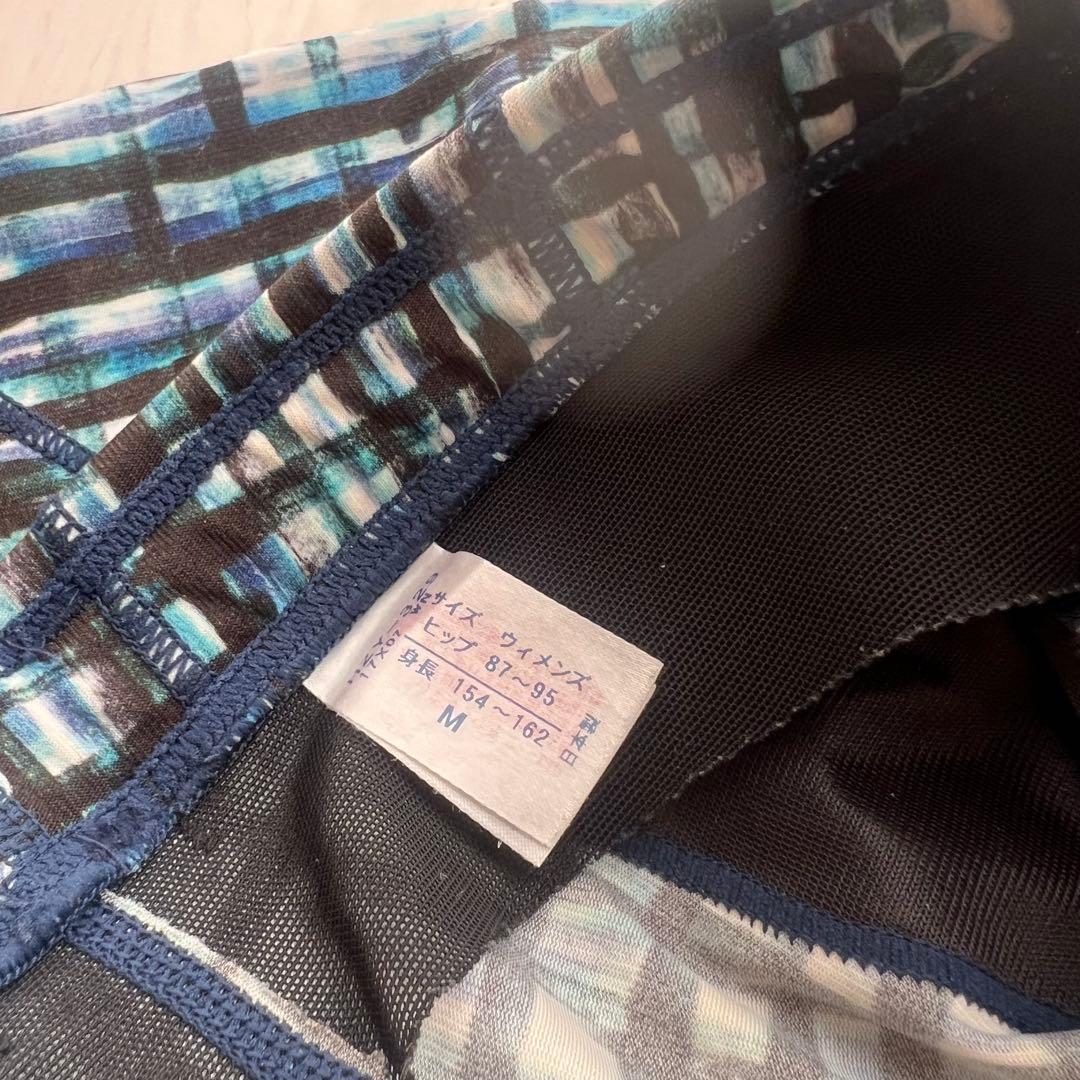 サイズ ウィメンズ
ヒップ 87~95
身長 154~162
M